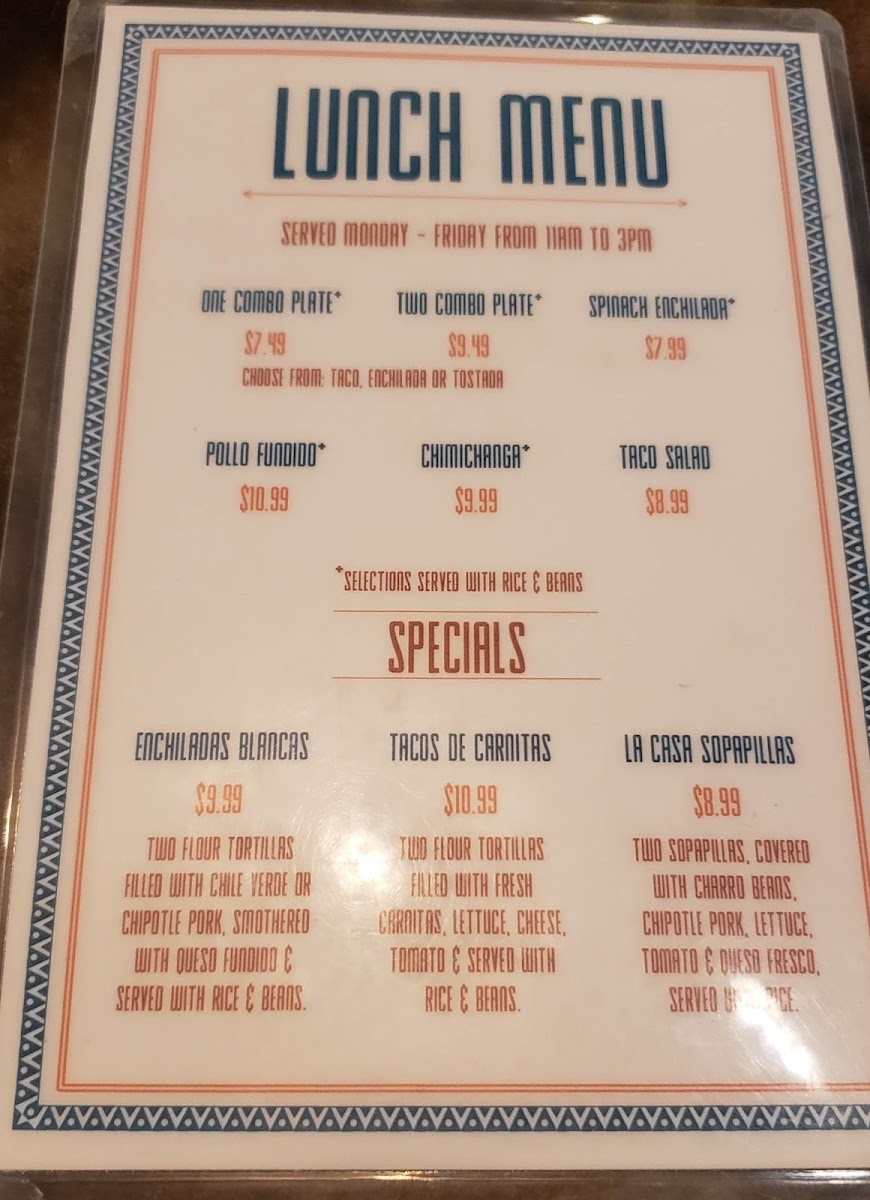 LUNCH MENU
SERVED MONDAY - FRIDAY FROM 11AM TO 3PM
ONE COMBO PLATE+ TWO COMBO PLATE+ SPINACH ENCHILADA+
$7.49 $9.49 $7.99
CHOOSE FROM: TACO, ENCHILADA OR TOSTADA
POLLO FUNDIDO+ CHIMICHANGA+ TACO SALAD
$10.99 $9.99 $8.99
+SELECTIONS SERVED WITH RICE & BEANS
SPECIALS
ENCHILADAS BLANCAS
$9.99
TWO FLOUR TORTILLAS
FILLED WITH CHILE VERDE OR
CHIPOTLE PORK, SMOTHERED
WITH QUESO FUNDIDO &
SERVED WITH RICE & BEANS.
TACOS DE CARNITAS
$10.99
TWO FLOUR TORTILLAS
FILLED WITH FRESH
CARNITAS, LETTUCE, CHEESE,
TOMATO & SERVED WITH
RICE & BEANS.
LA CASA SOPAPILLAS
$8.99
TWO SOPAPILLAS, COVERED
WITH CHARRO BEANS,
CHIPOTLE PORK, LETTUCE,
TOMATO & QUESO FRESCO,
SERVED